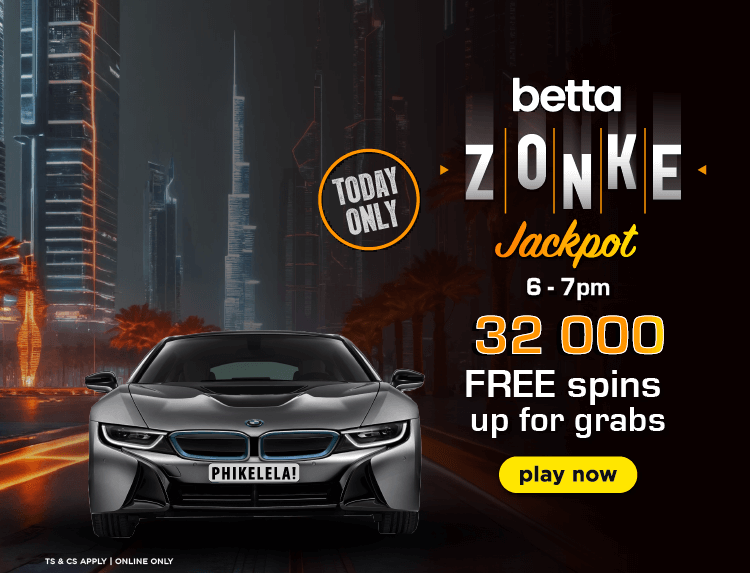 betta
ZONKE
Jackpot
TODAY
ONLY
6 - 7pm
32 000
FREE spins
up for grabs
play now
PHIKELELA!
TS & CS APPLY | ONLINE ONLY